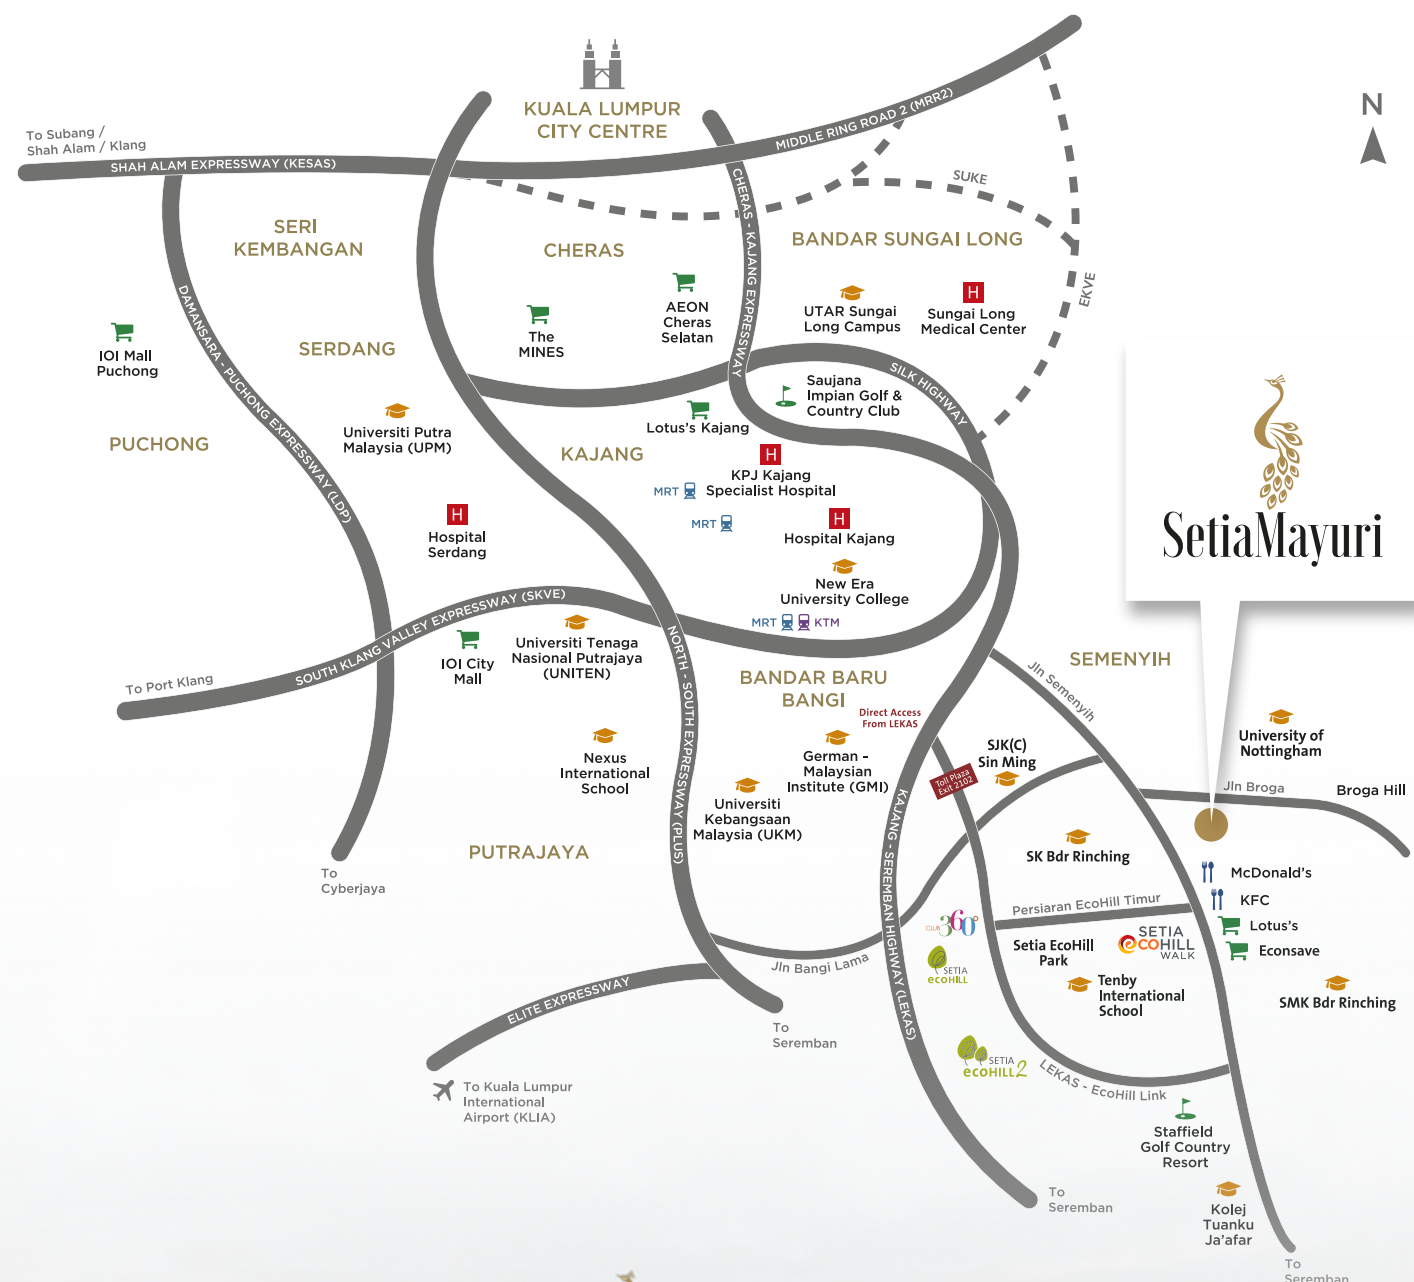 KUALA LUMPUR
CITY CENTRE
N
To Subang /
Shah Alam / Klang
SHAH ALAM EXPRESSWAY (KESAS)
MIDDLE RING ROAD 2 (MRR2)
SUKE
EKVE
CHERAS - KAJANG EXPRESSWAY
SERI
KEMBANGAN
CHERAS
BANDAR SUNGAI LONG
DAMANSARA - PUCHONG EXPRESSWAY (LDP)
AEON
Cheras
Selatan
UTAR Sungai
Long Campus
H
Sungai Long
Medical Center
The
MINES
IOI Mall
Puchong
SERDANG
SILK HIGHWAY
Saujana
Impian Golf &
Country Club
Universiti Putra
Malaysia (UPM)
Lotus's Kajang
PUCHONG
KAJANG
H
KPJ Kajang
Specialist Hospital
MRT
MRT
H
Hospital
Serdang
H
Hospital Kajang
SetiaMayuri
New Era
University College
MRT
KTM
SOUTH KLANG VALLEY EXPRESSWAY (SKVE)
To Port Klang
IOI City
Mall
Universiti Tenaga
Nasional Putrajaya
(UNITEN)
NORTH - SOUTH EXPRESSWAY (PLUS)
BANDAR BARU
BANGI
SEMENYIH
Jln Semenyih
Direct Access
From LEKAS
Nexus
International
School
German -
Malaysian
Institute (GMI)
SJK(C)
Sin Ming
Toll Plaza
Exit 2102
University of
Nottingham
Jln Broga
Broga Hill
Universiti
Kebangsaan
Malaysia (UKM)
KAJANG - SEREMBAN HIGHWAY (LEKAS)
PUTRAJAYA
SK Bdr Rinching
To
Cyberjaya
McDonald's
KFC
Persiaran EcoHill Timur
CLUB 360°
Lotus's
SETIA
ECOHILL
WALK
Setia EcoHill
Park
Econsave
Jln Bangi Lama
SETIA
ecoHILL
Tenby
International
School
SMK Bdr Rinching
ELITE EXPRESSWAY
To
Seremban
SETIA
ecoHILL2
LEKAS - EcoHill Link
To Kuala Lumpur
International
Airport (KLIA)
Staffield
Golf Country
Resort
To
Seremban
Kolej
Tuanku
Ja'afar
To
Seremban